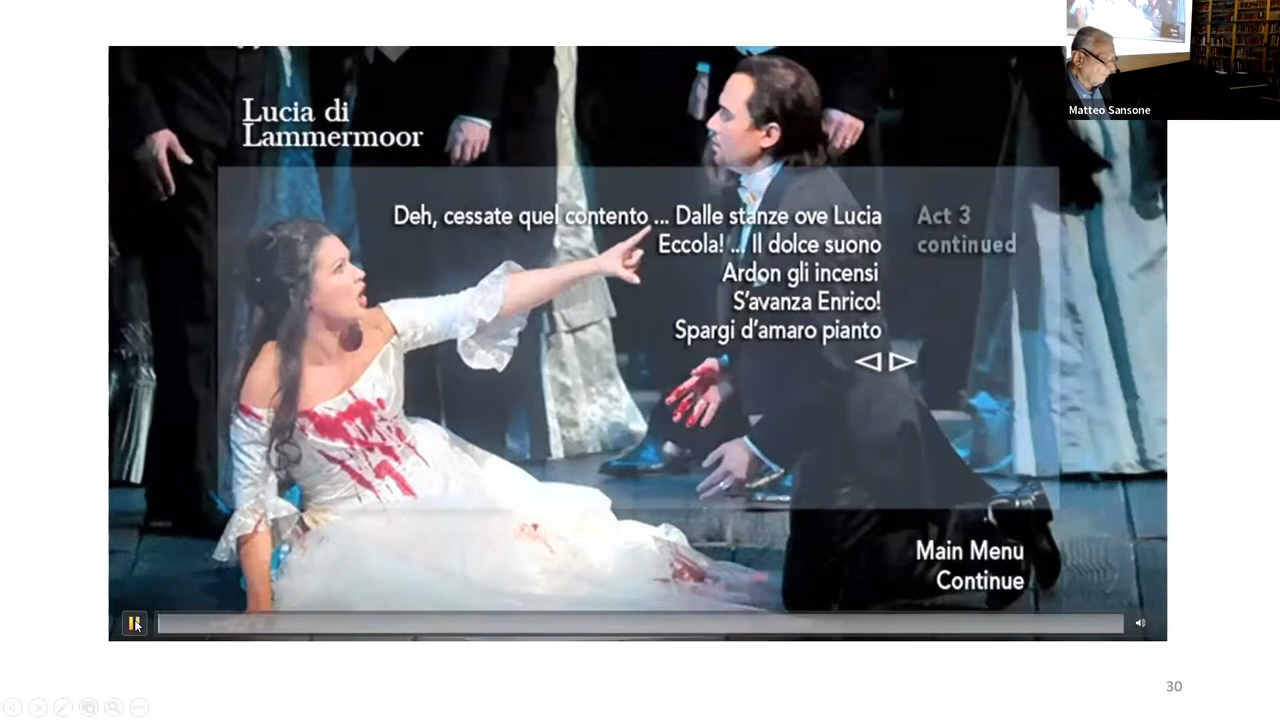 Matteo Sansone
Lucia di
Lammermoor
Deh, cessate quel contento ... Dalle stanze ove Lucia
Eccola! ... Il dolce suono
Ardon gli incensi
S'avanza Enrico!
Spargi d'amaro pianto
Act 3
continued
Main Menu
Continue
30